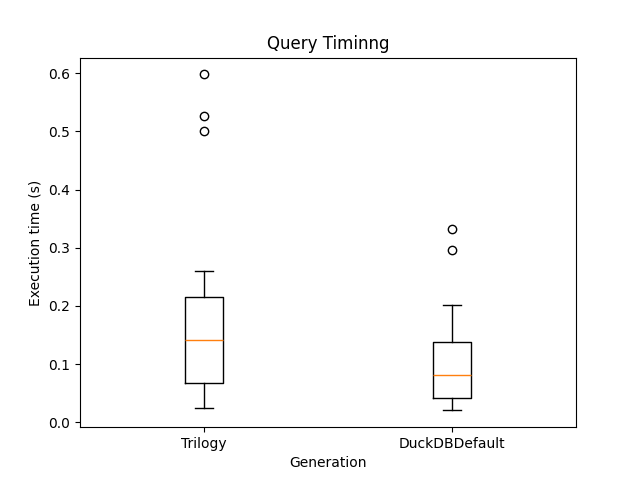 Query Timinng
Execution time (s)
0.6
0.5
0.4
0.3
0.2
0.1
0.0
Trilogy
DuckDBDefault
Generation